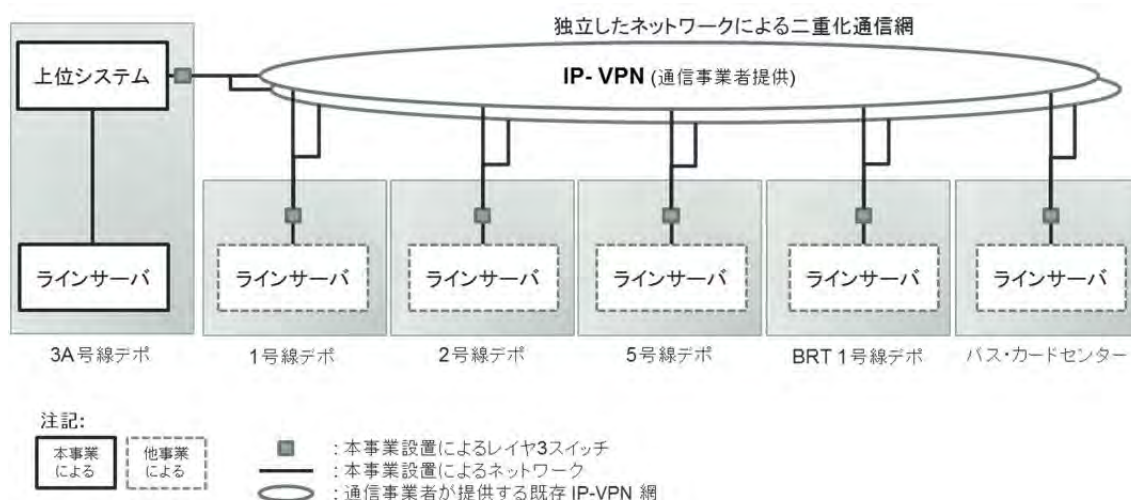 独立したネットワークによる二重化通信網
IP- VPN (通信事業者提供)
上位システム
ラインサーバ
ラインサーバ
ラインサーバ
ラインサーバ
ラインサーバ
ラインサーバ
3A号線デポ
1号線デポ
2号線デポ
5号線デポ
BRT 1号線デポ
バス・カードセンター
注記:
本事業
による
他事業
による
: 本事業設置によるレイヤ3スイッチ
: 本事業設置によるネットワーク
: 通信事業者が提供する既存 IP-VPN 網